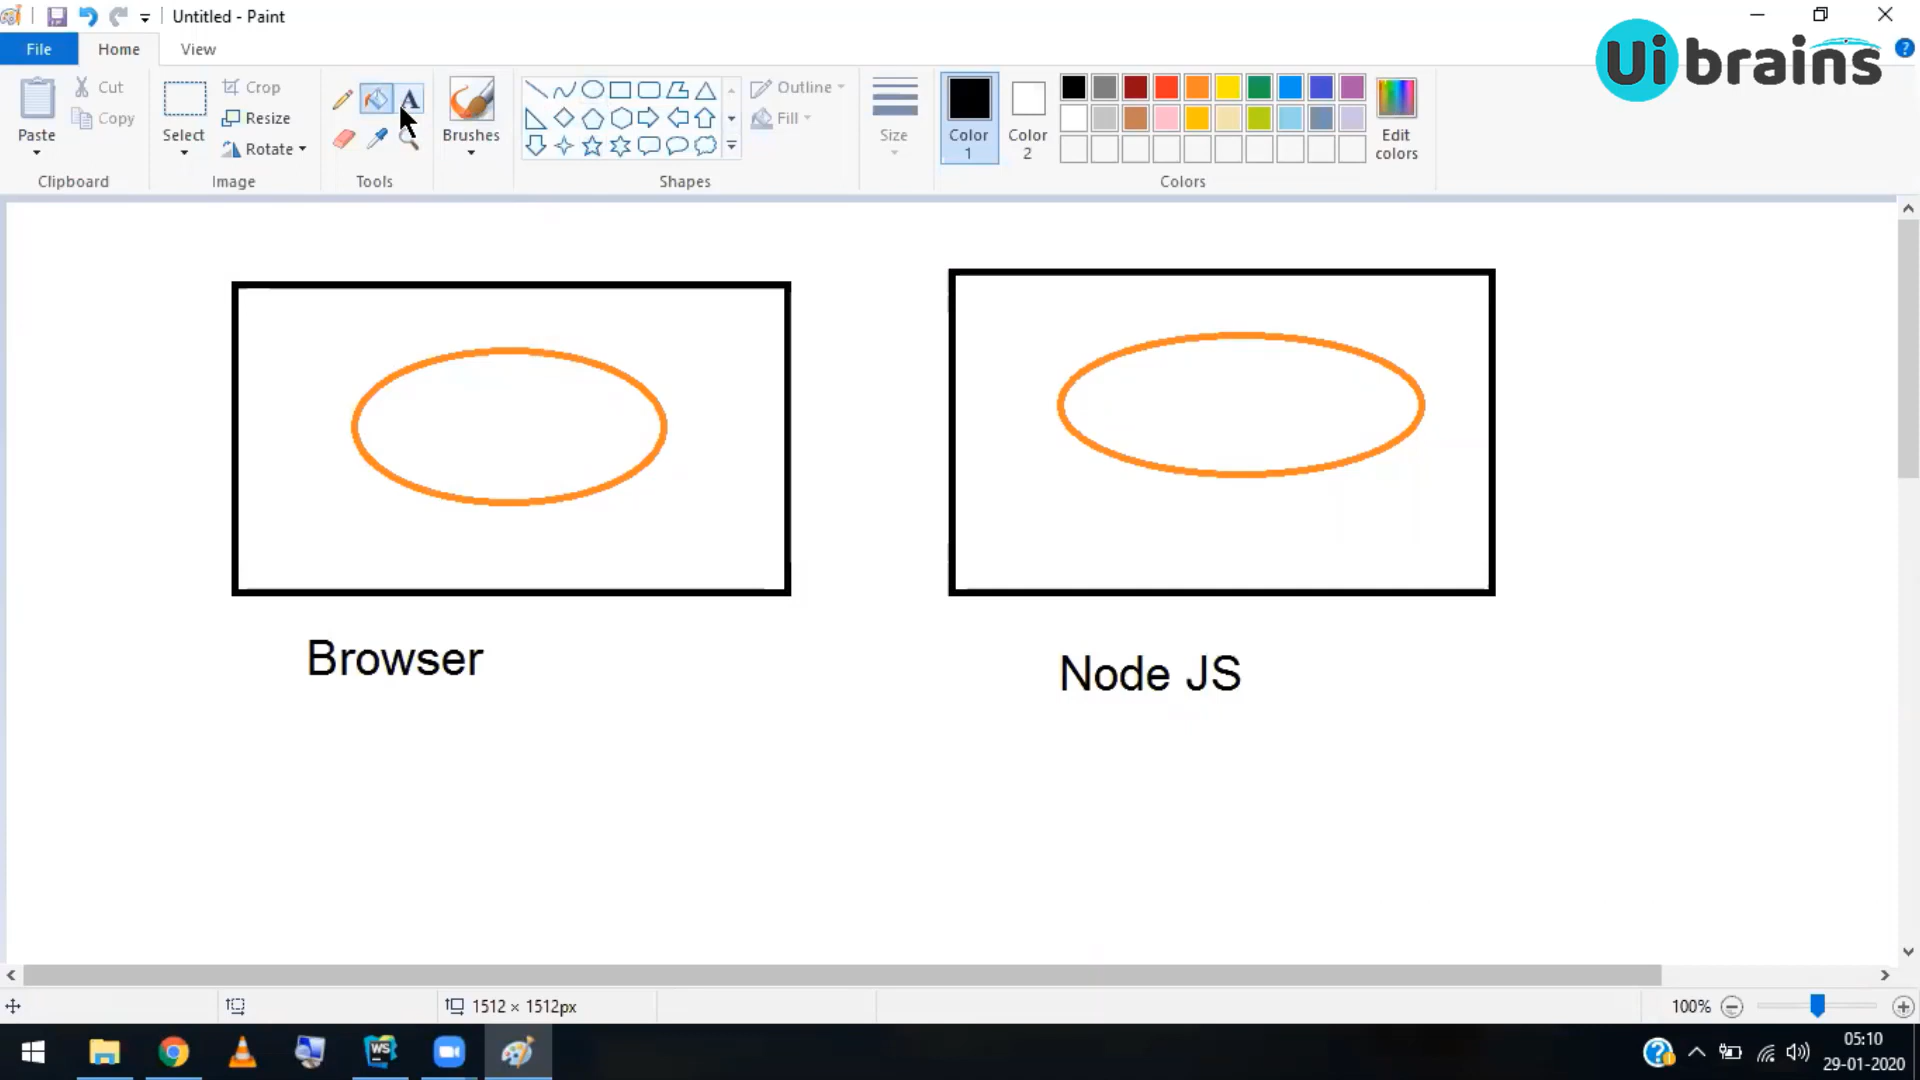 Untitled - Paint
File
Home
View
Paste
Cut
Copy
Clipboard
Select
Crop
Resize
Rotate
Image
A
Tools
Brushes
Shapes
Outline
Fill
Size
Color 1
Color 2
Edit colors
Colors
Ui brains
?
Browser
Node JS
1512 × 1512px
100%
WS
?
05:10
29-01-2020